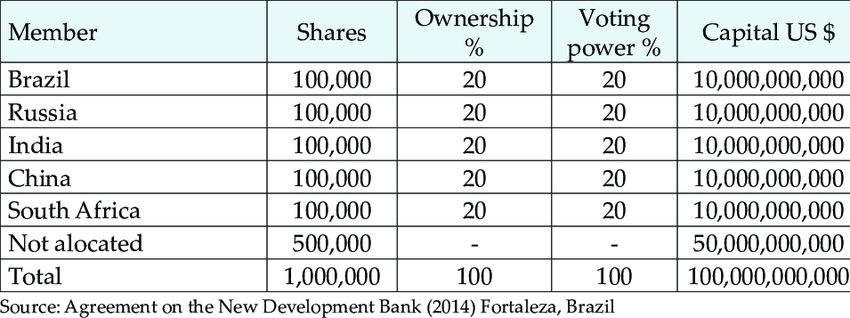 Member Shares Ownership % Voting power % Capital US $
Brazil 100,000 20 20 10,000,000,000
Russia 100,000 20 20 10,000,000,000
India 100,000 20 20 10,000,000,000
China 100,000 20 20 10,000,000,000
South Africa 100,000 20 20 10,000,000,000
Not alocated 500,000 - - 50,000,000,000
Total 1,000,000 100 100 100,000,000,000
Source: Agreement on the New Development Bank (2014) Fortaleza, Brazil